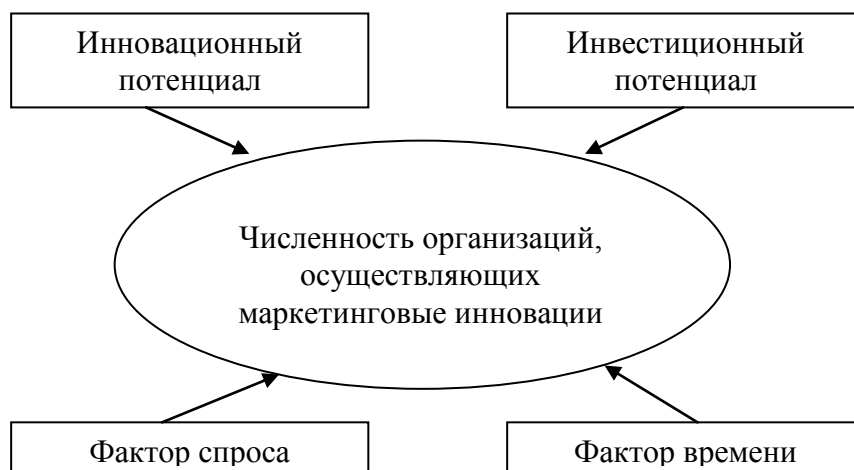 Инновационный
потенциал
Инвестиционный
потенциал
Численность организаций,
осуществляющих
маркетинговые инновации
Фактор спроса
Фактор времени